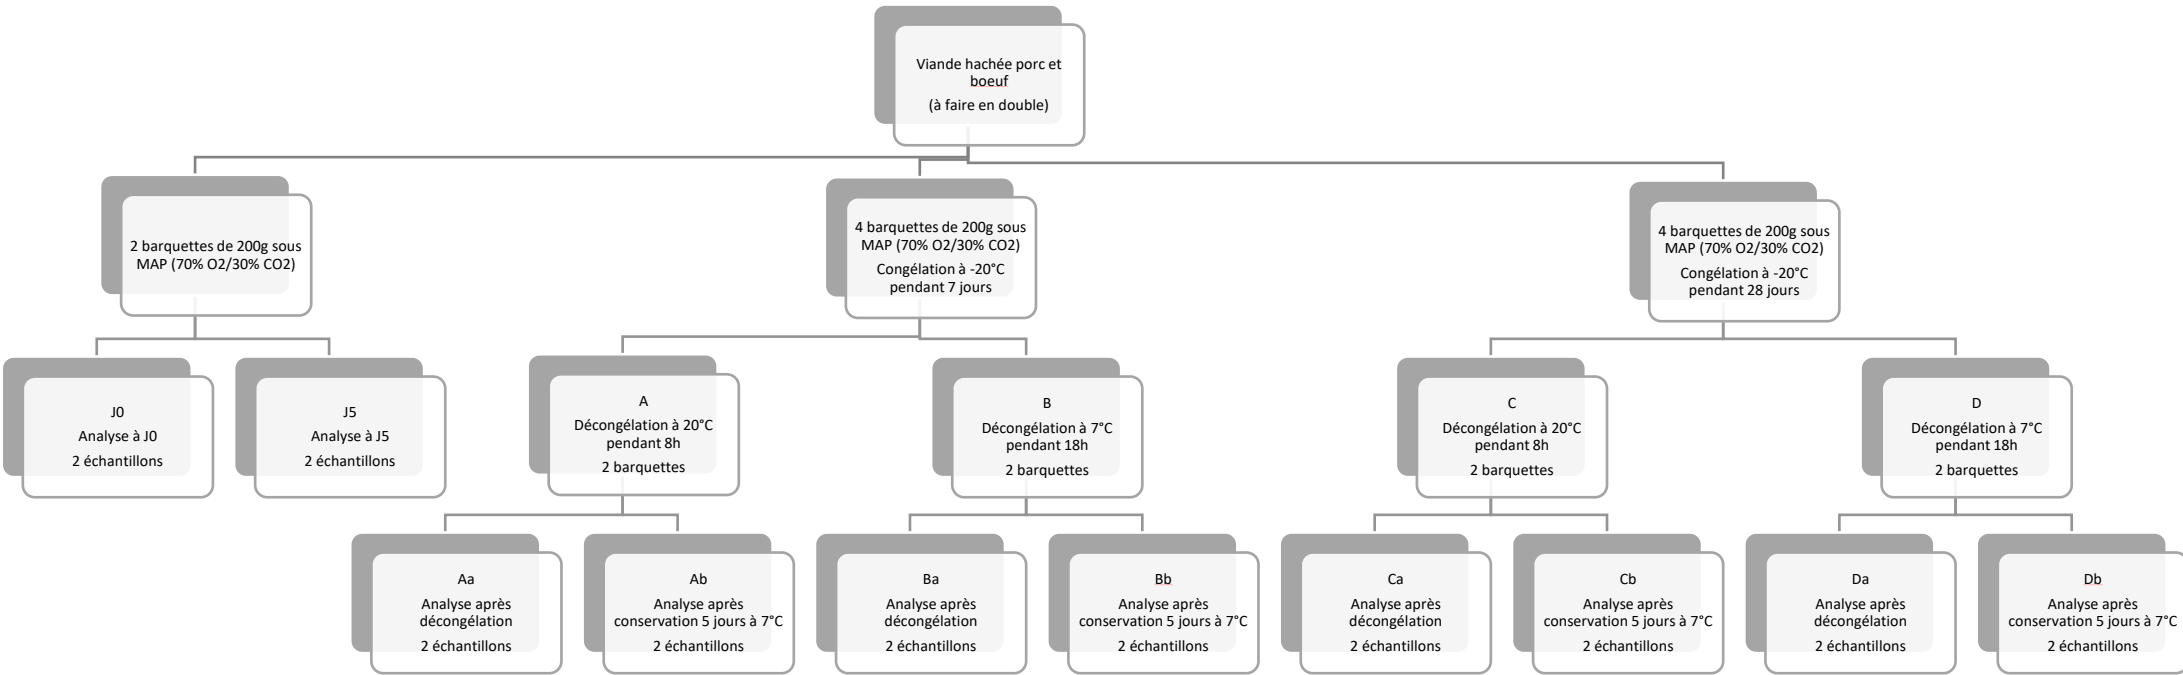 Viande hachée porc et
boeuf
(à faire en double)
2 barquettes de 200g sous
MAP (70% O2/30% CO2)
4 barquettes de 200g sous
MAP (70% O2/30% CO2)
Congélation à -20°C
pendant 7 jours
4 barquettes de 200g sous
MAP (70% O2/30% CO2)
Congélation à -20°C
pendant 28 jours
J0
Analyse à J0
2 échantillons
J5
Analyse à J5
2 échantillons
A
Décongélation à 20°C
pendant 8h
2 barquettes
B
Décongélation à 7°C
pendant 18h
2 barquettes
C
Décongélation à 20°C
pendant 8h
2 barquettes
D
Décongélation à 7°C
pendant 18h
2 barquettes
Aa
Analyse après
décongélation
2 échantillons
Ab
Analyse après
conservation 5 jours à 7°C
2 échantillons
Ba
Analyse après
décongélation
2 échantillons
Bb
Analyse après
conservation 5 jours à 7°C
2 échantillons
Ca
Analyse après
décongélation
2 échantillons
Cb
Analyse après
conservation 5 jours à 7°C
2 échantillons
Da
Analyse après
décongélation
2 échantillons
Db
Analyse après
conservation 5 jours à 7°C
2 échantillons